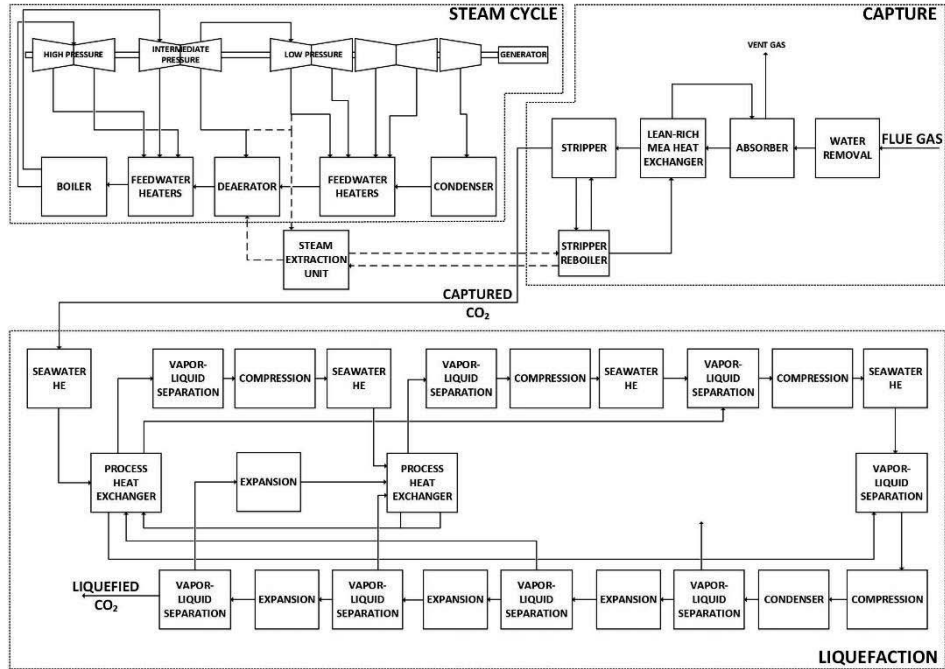 STEAM CYCLE
HIGH PRESSURE
INTERMEDIATE
PRESSURE
LOW PRESSURE
GENERATOR
BOILER
FEEDWATER
HEATERS
DEAERATOR
FEEDWATER
HEATERS
CONDENSER
STEAM
EXTRACTION
UNIT
CAPTURE
VENT GAS
FLUE GAS
STRIPPER
LEAN-RICH
MEA HEAT
EXCHANGER
ABSORBER
WATER
REMOVAL
STRIPPER
REBOILER
CAPTURED
CO₂
SEAWATER
HE
VAPOR-
LIQUID
SEPARATION
COMPRESSION
SEAWATER
HE
VAPOR-
LIQUID
SEPARATION
COMPRESSION
SEAWATER
HE
VAPOR-
LIQUID
SEPARATION
COMPRESSION
SEAWATER
HE
PROCESS
HEAT
EXCHANGER
EXPANSION
PROCESS
HEAT
EXCHANGER
VAPOR-
LIQUID
SEPARATION
LIQUEFIED
CO₂
VAPOR-
LIQUID
SEPARATION
EXPANSION
VAPOR-
LIQUID
SEPARATION
EXPANSION
VAPOR-
LIQUID
SEPARATION
EXPANSION
VAPOR-
LIQUID
SEPARATION
CONDENSER
COMPRESSION
LIQUEFACTION